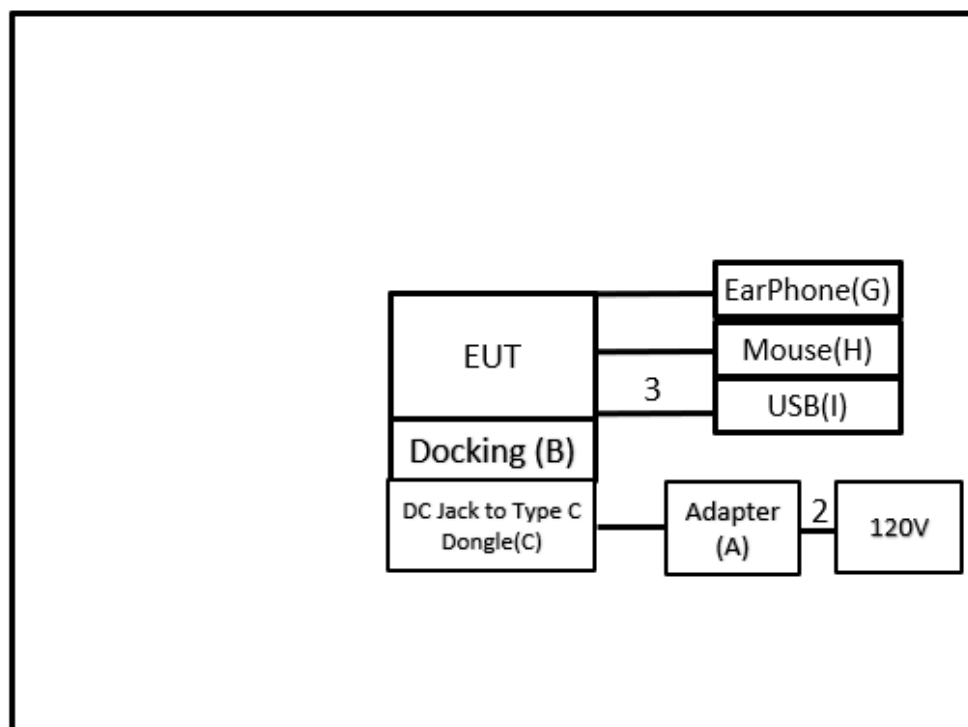 EarPhone(G)
EUT
Mouse(H)
3
USB(I)
Docking (B)
DC Jack to Type C
Dongle(C)
Adapter
(A)
2
120V